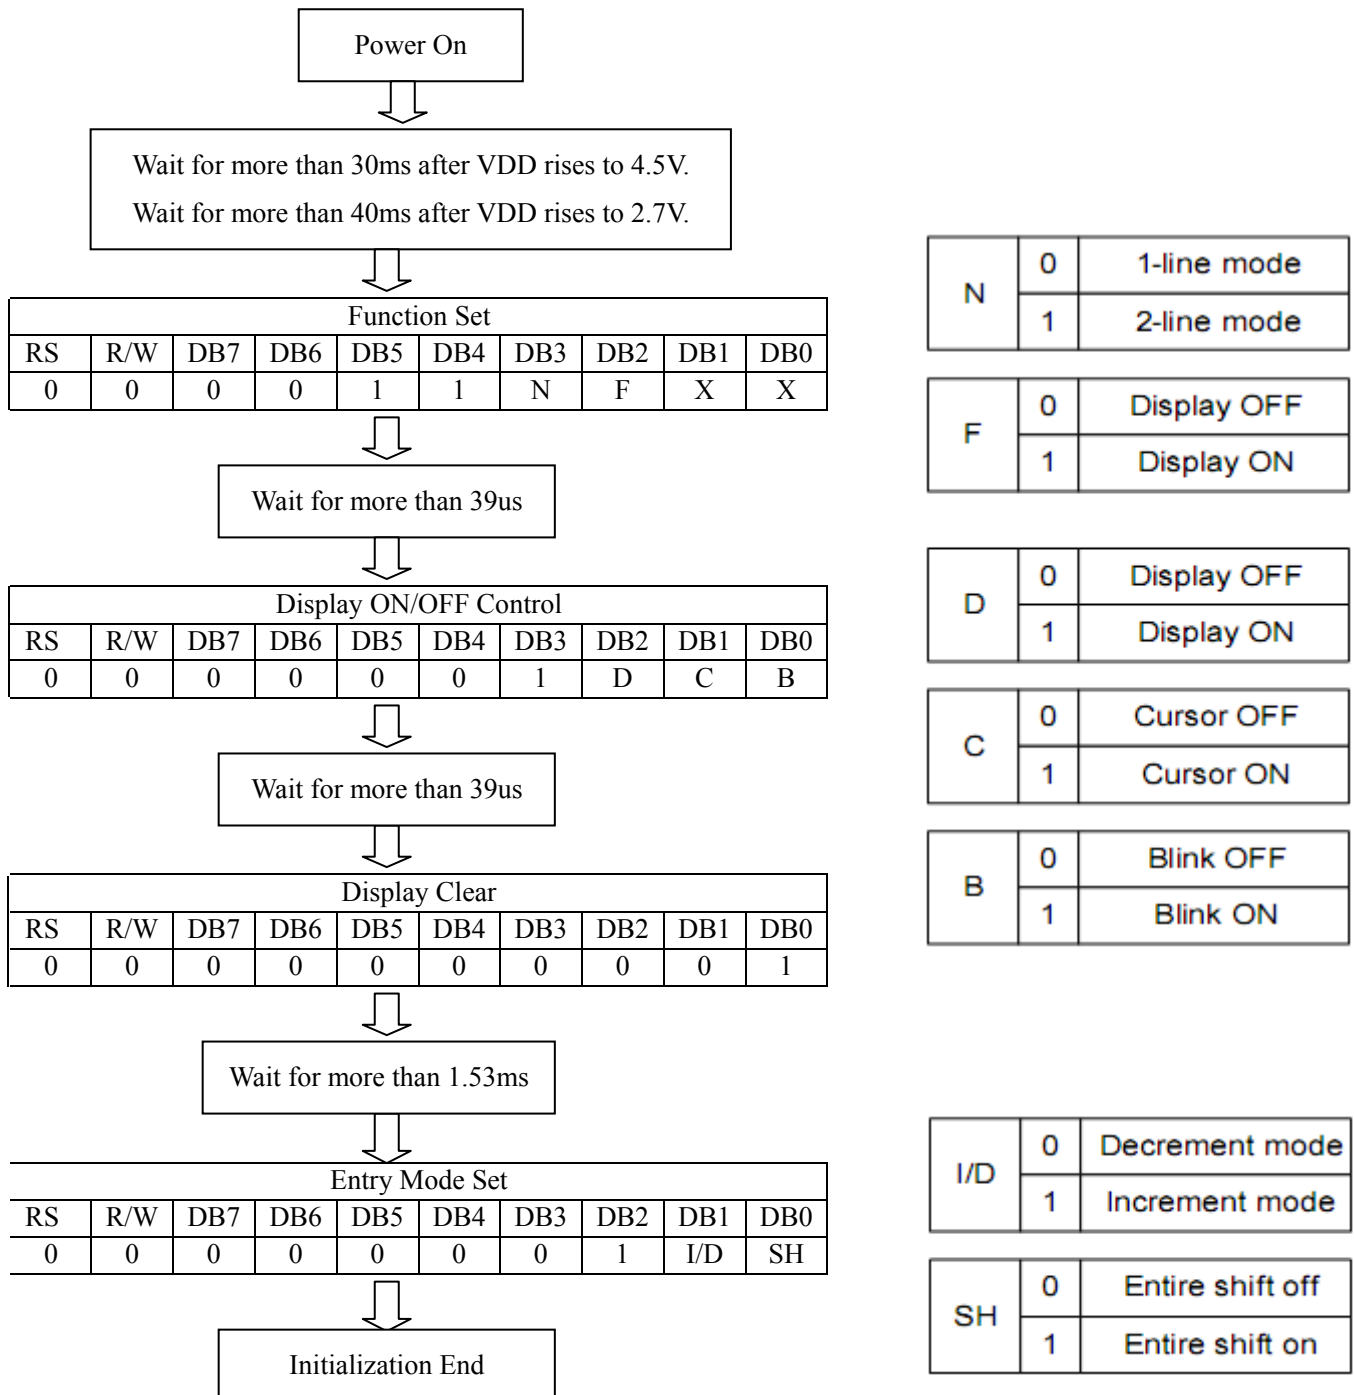 Power On
Wait for more than 30ms after VDD rises to 4.5V.
Wait for more than 40ms after VDD rises to 2.7V.
Function Set
RS R/W DB7 DB6 DB5 DB4 DB3 DB2 DB1 DB0
0 0 0 0 1 1 N F X X
Wait for more than 39us
Display ON/OFF Control
RS R/W DB7 DB6 DB5 DB4 DB3 DB2 DB1 DB0
0 0 0 0 0 0 1 D C B
Wait for more than 39us
Display Clear
RS R/W DB7 DB6 DB5 DB4 DB3 DB2 DB1 DB0
0 0 0 0 0 0 0 0 0 1
Wait for more than 1.53ms
Entry Mode Set
RS R/W DB7 DB6 DB5 DB4 DB3 DB2 DB1 DB0
0 0 0 0 0 0 0 1 I/D SH
Initialization End
N
0 1-line mode
1 2-line mode
F
0 Display OFF
1 Display ON
D
0 Display OFF
1 Display ON
C
0 Cursor OFF
1 Cursor ON
B
0 Blink OFF
1 Blink ON
I/D
0 Decrement mode
1 Increment mode
SH
0 Entire shift off
1 Entire shift on